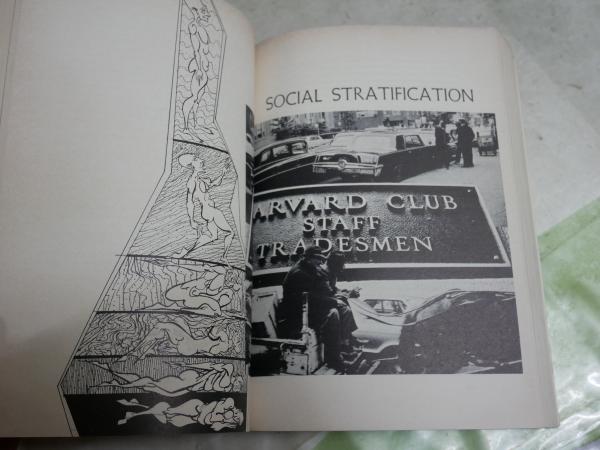 SOCIAL STRATIFICATION
ARVARD CLUB
STAFF
TRADESMEN